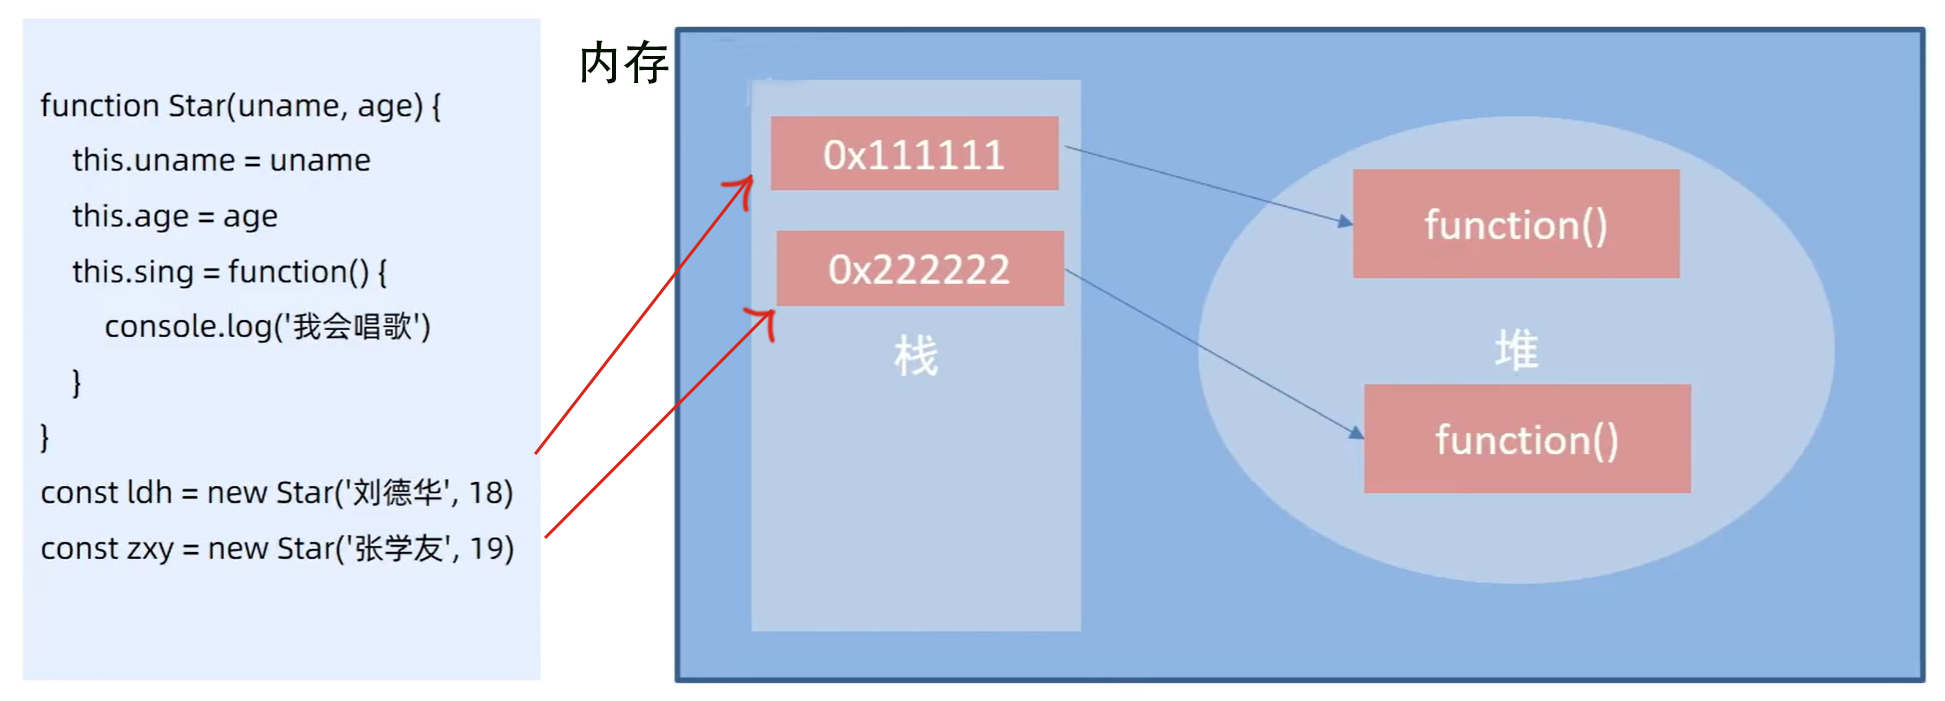 function Star(uname, age) {
this.uname = uname
this.age = age
this.sing = function() {
console.log('我会唱歌')
}
}
const ldh = new Star('刘德华', 18)
const zxy = new Star('张学友', 19)
内存
0x111111
0x222222
栈
function()
堆
function()